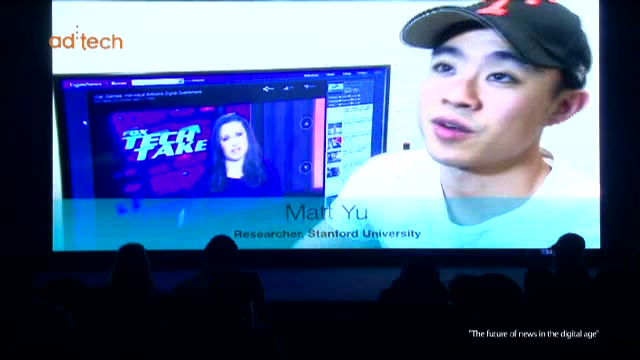 ad:tech
FOX
TECH
TAKE
Matt Yu
Researcher, Stanford University
"The future of news in the digital age"